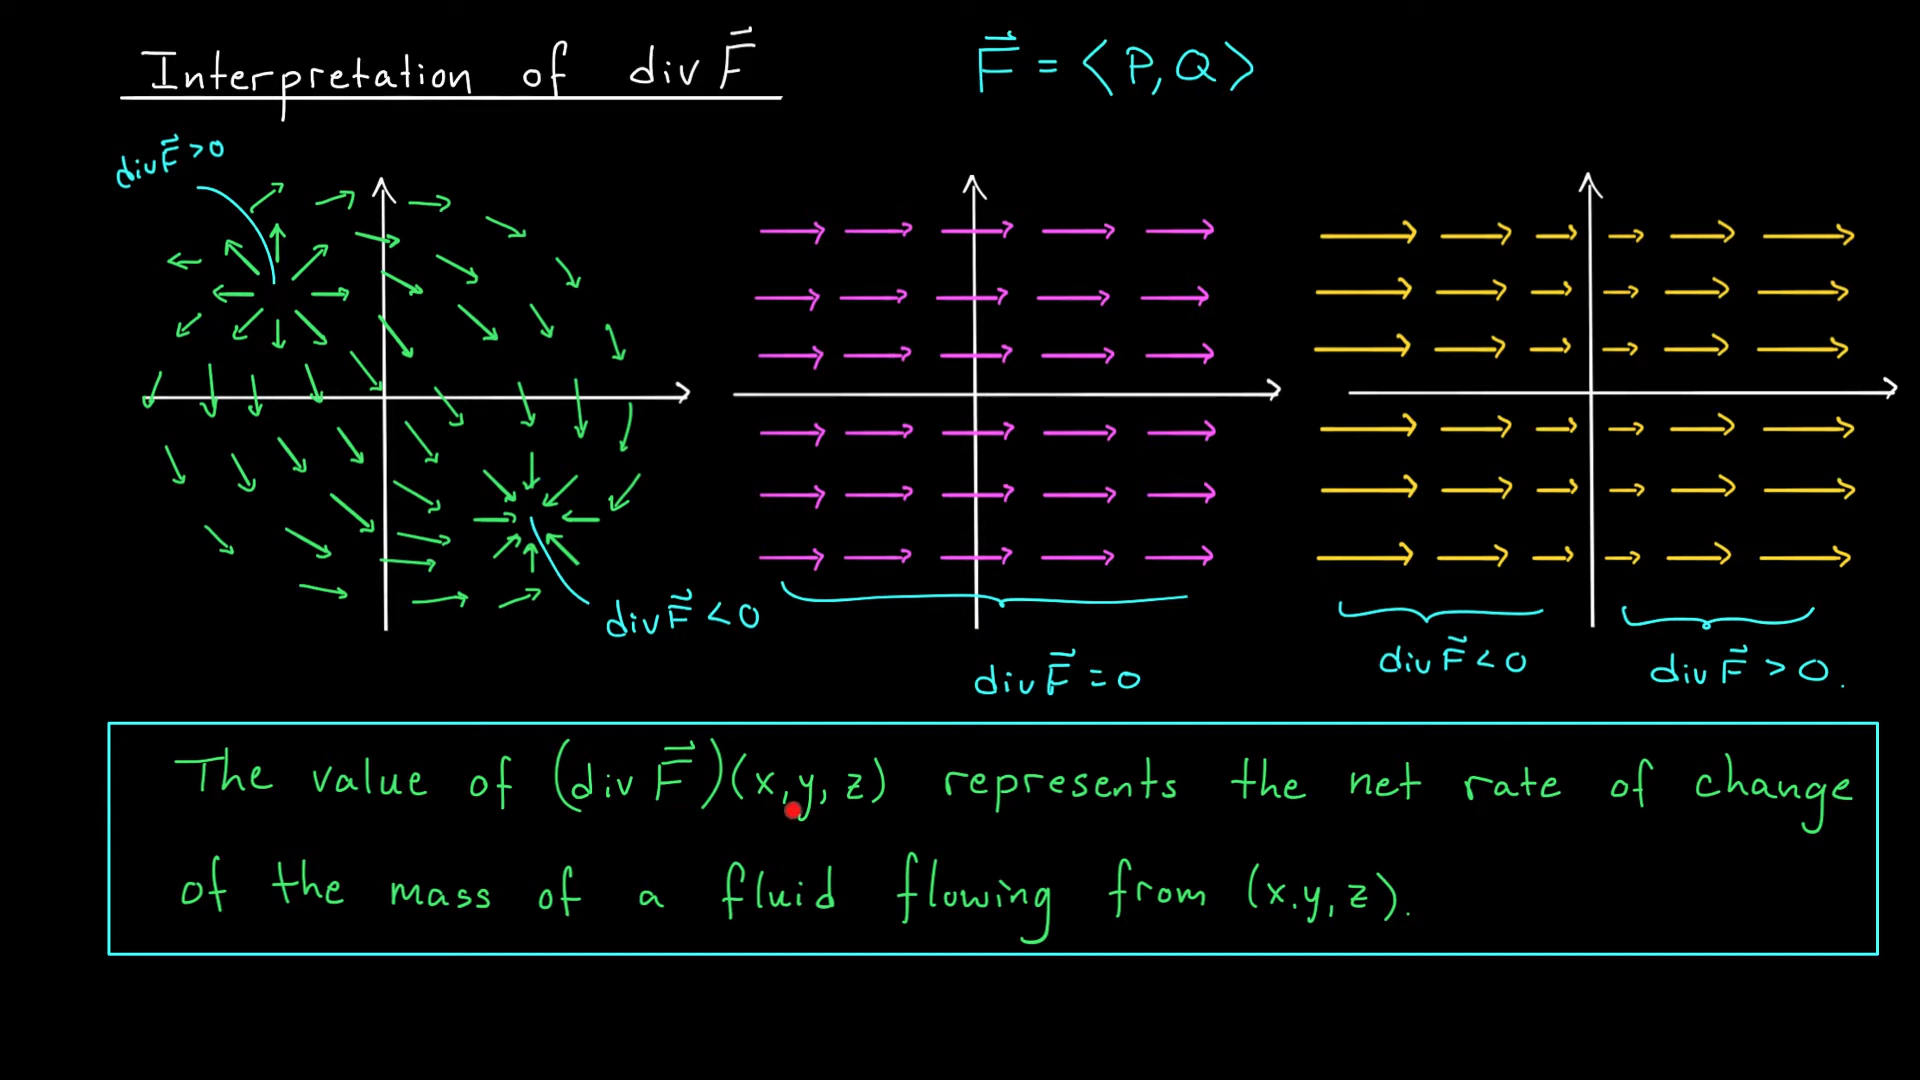 Interpretation of div F⃗
F⃗ = ⟨P, Q⟩
div F⃗ > 0
div F⃗ < 0
div F⃗ = 0
div F⃗ < 0
div F⃗ > 0.
The value of (div F⃗)(x, y, z) represents the net rate of change
of the mass of a fluid flowing from (x.y, z).